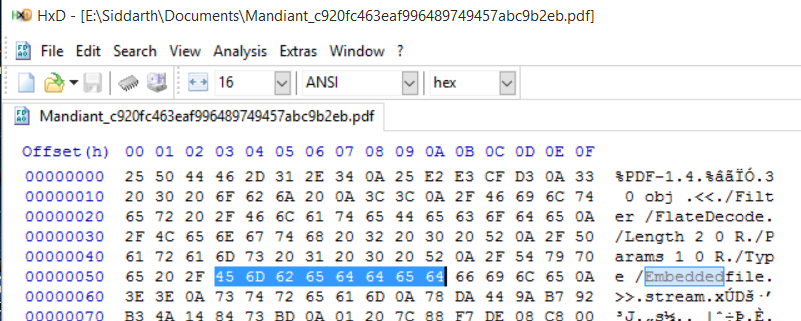 HxD - [E:\Siddarth\Documents\Mandiant_c920fc463eaf996489749457abc9b2eb.pdf]
File Edit Search View Analysis Extras Window ?
16 ANSI hex
Mandiant_c920fc463eaf996489749457abc9b2eb.pdf
Offset(h) 00 01 02 03 04 05 06 07 08 09 0A 0B 0C 0D 0E 0F
00000000 25 50 44 46 2D 31 2E 34 0A 25 E2 E3 CF D3 0A 33 %PDF-1.4.%âãÏÓ.3
00000010 20 30 20 6F 62 6A 20 0A 3C 3C 0A 2F 46 69 6C 74 0 obj .<<./Filt
00000020 65 72 20 2F 46 6C 61 74 65 44 65 63 6F 64 65 0A er /FlateDecode.
00000030 2F 4C 65 6E 67 74 68 20 32 20 30 20 52 0A 2F 50 /Length 2 0 R./P
00000040 61 72 61 6D 73 20 31 20 30 20 52 0A 2F 54 79 70 arams 1 0 R./Typ
00000050 65 20 2F 45 6D 62 65 64 64 65 64 66 69 6C 65 0A e /Embeddedfile.
00000060 3E 3E 0A 73 74 72 65 61 6D 0A 78 DA 44 9A B7 92 >>.stream.xÚDš·’
00000070 B3 4A 14 84 73 BD 0A 01 20 7C 88 F7 DE 08 C8 00 ³J.„s½.. |ˆ÷Þ.È.